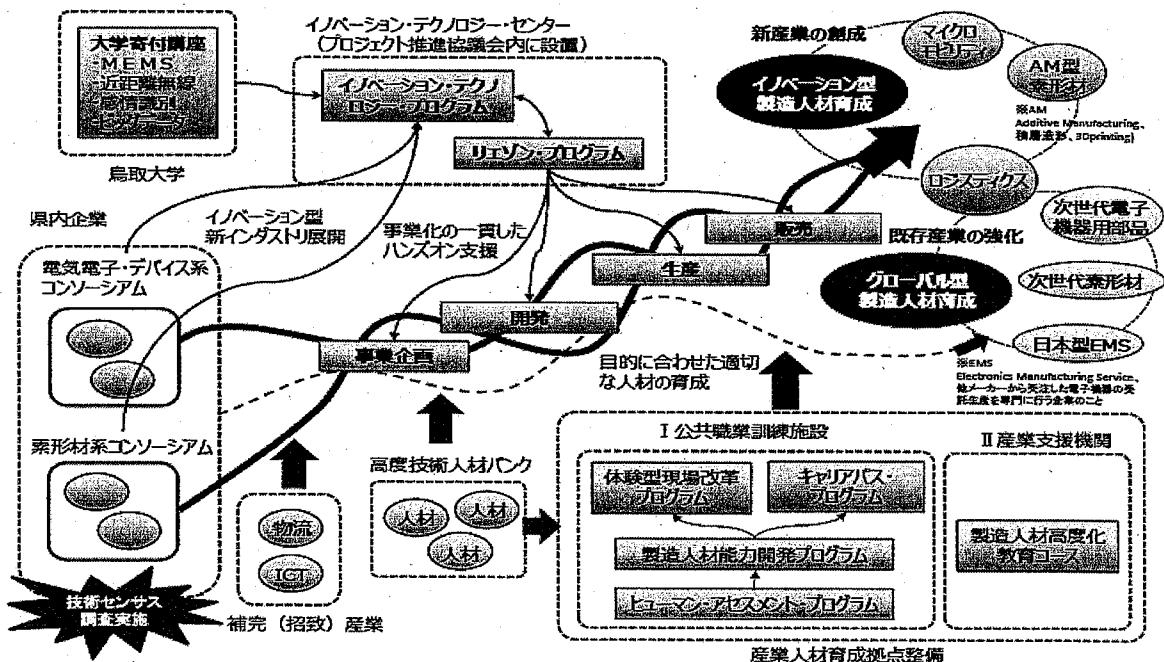 イノベーション・テクノロジー・センター
（プロジェクト推進協議会内に設置）
大学寄付講座
・MEMS
・近距離無線
・感情識別
・ビッグデータ
鳥取大学
イノベーション・テクノ
ロジー・プログラム
リエゾン・プログラム
新産業の創成
マイクロ
モビリティ
イノベーション型
製造人材育成
AM型
素形材
※AM
Additive Manufacturing、
積層造形、3Dprinting)
ロジスティクス
県内企業
イノベーション型
新インダストリ展開
事業化の一貫した
ハンズオン支援
販売
生産
開発
事業企画
既存産業の強化
次世代電子
機器用部品
グローバル型
製造人材育成
次世代素形材
日本型EMS
※EMS
Electronics Manufacturing Service、
他メーカーから受注した電子機器の受
託生産を専門に行う企業のこと
電気電子・デバイス系
コンソーシアム
素形材系コンソーシアム
技術センサス
調査実施
物流
ICT
補完（招致）産業
高度技術人材バンク
人材
人材
人材
目的に合わせた適切
な人材の育成
Ⅰ公共職業訓練施設
体験型現場改革
プログラム
キャリアパス・
プログラム
製造人材能力開発プログラム
ヒューマン・アセスメント・プログラム
Ⅱ産業支援機関
製造人材高度化
教育コース
産業人材育成拠点整備